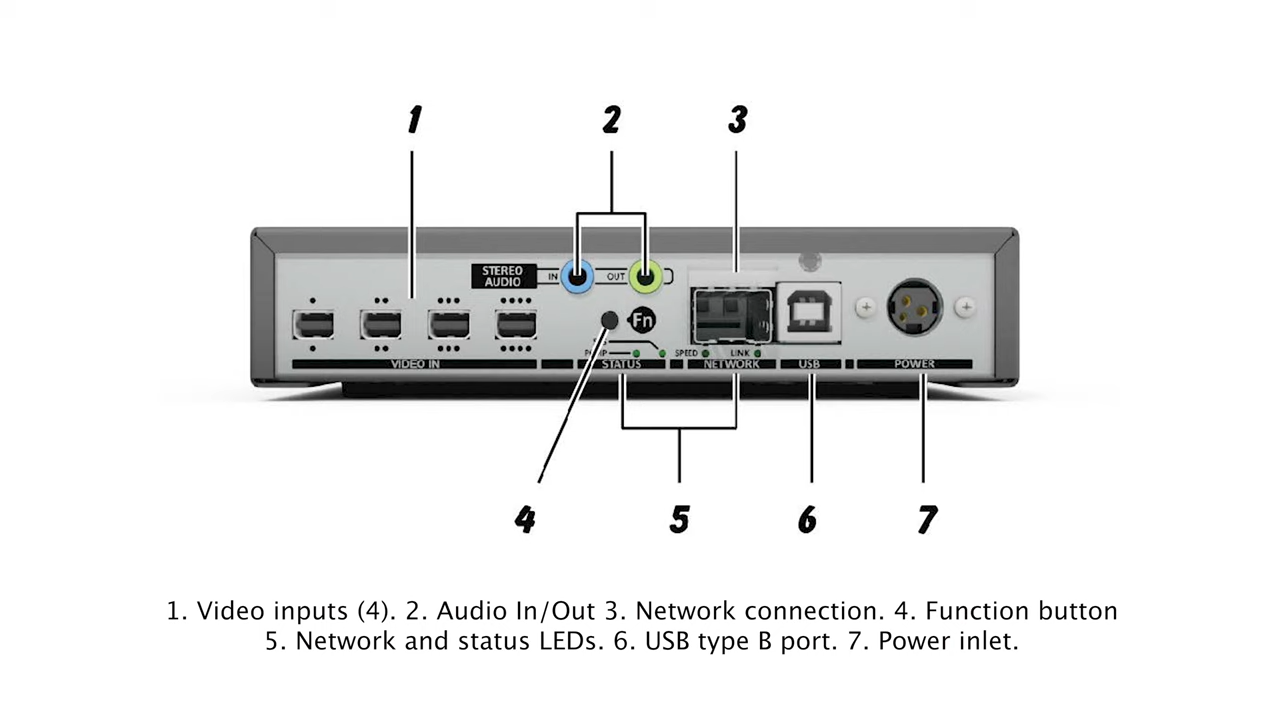 1 2 3
STEREO
AUDIO
IN OUT
Fn
SPEED LINK
VIDEO IN STATUS NETWORK USB POWER
4 5 6 7
1. Video inputs (4). 2. Audio In/Out 3. Network connection. 4. Function button
5. Network and status LEDs. 6. USB type B port. 7. Power inlet.